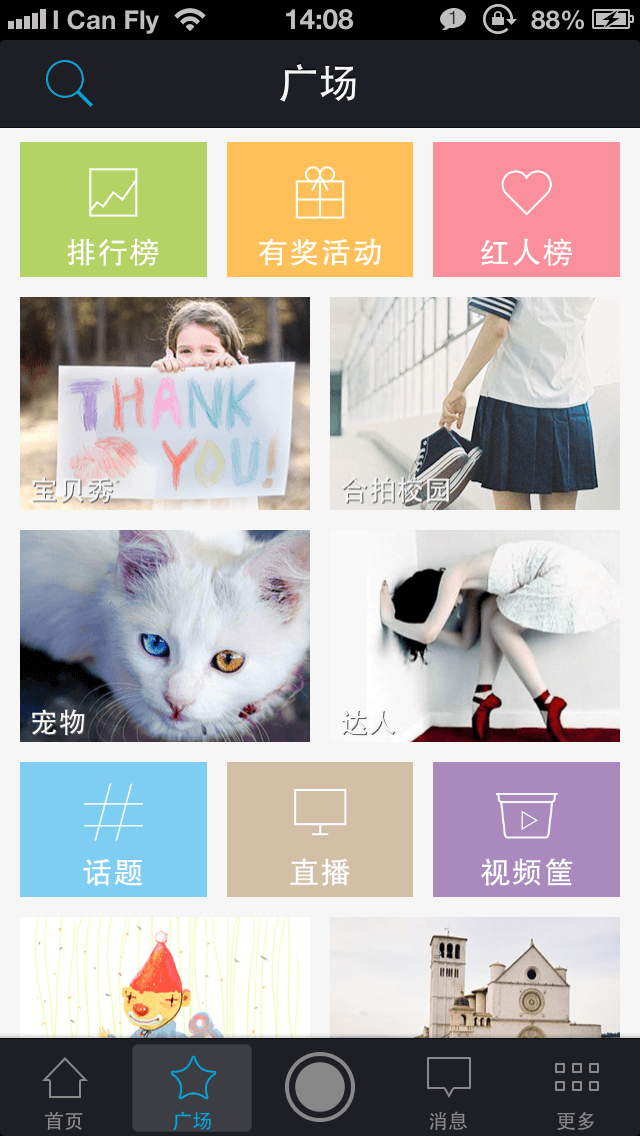 I Can Fly
14:08
1
88%
广场
排行榜
有奖活动
红人榜
THANK
YOU!
宝贝秀
合拍校园
宠物
达人
话题
直播
视频筐
首页
广场
消息
更多